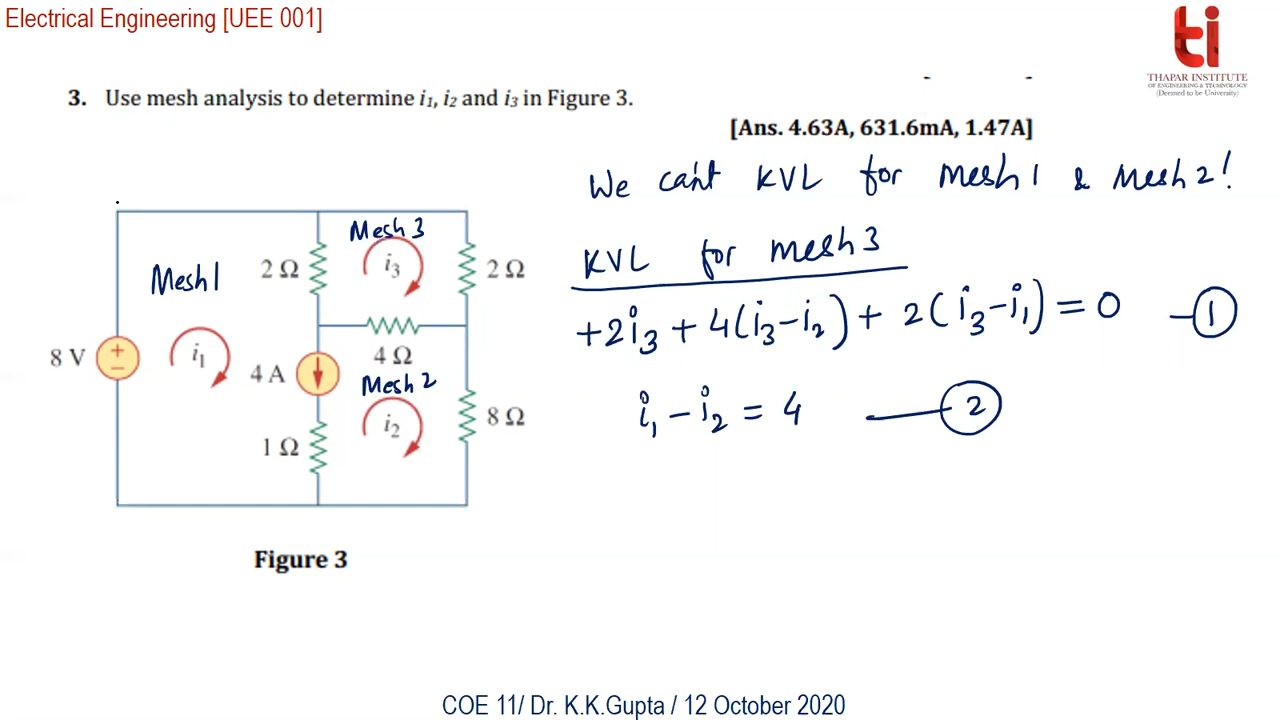 Electrical Engineering [UEE 001]
ti
THAPAR INSTITUTE
OF ENGINEERING & TECHNOLOGY
(Deemed to be University)
3. Use mesh analysis to determine i₁, i₂ and i₃ in Figure 3.
[Ans. 4.63A, 631.6mA, 1.47A]
We can't KVL for Mesh 1 & Mesh 2!
Mesh 3
KVL for mesh 3
Mesh 1
2 Ω
i₃
2 Ω
+2i₃ + 4(i₃-i₂) + 2(i₃-i₁) = 0 — 1
8 V
+
−
i₁
4 A
4 Ω
Mesh 2
i₁ - i₂ = 4 — 2
i₂
8 Ω
1 Ω
Figure 3
COE 11/ Dr. K.K.Gupta / 12 October 2020